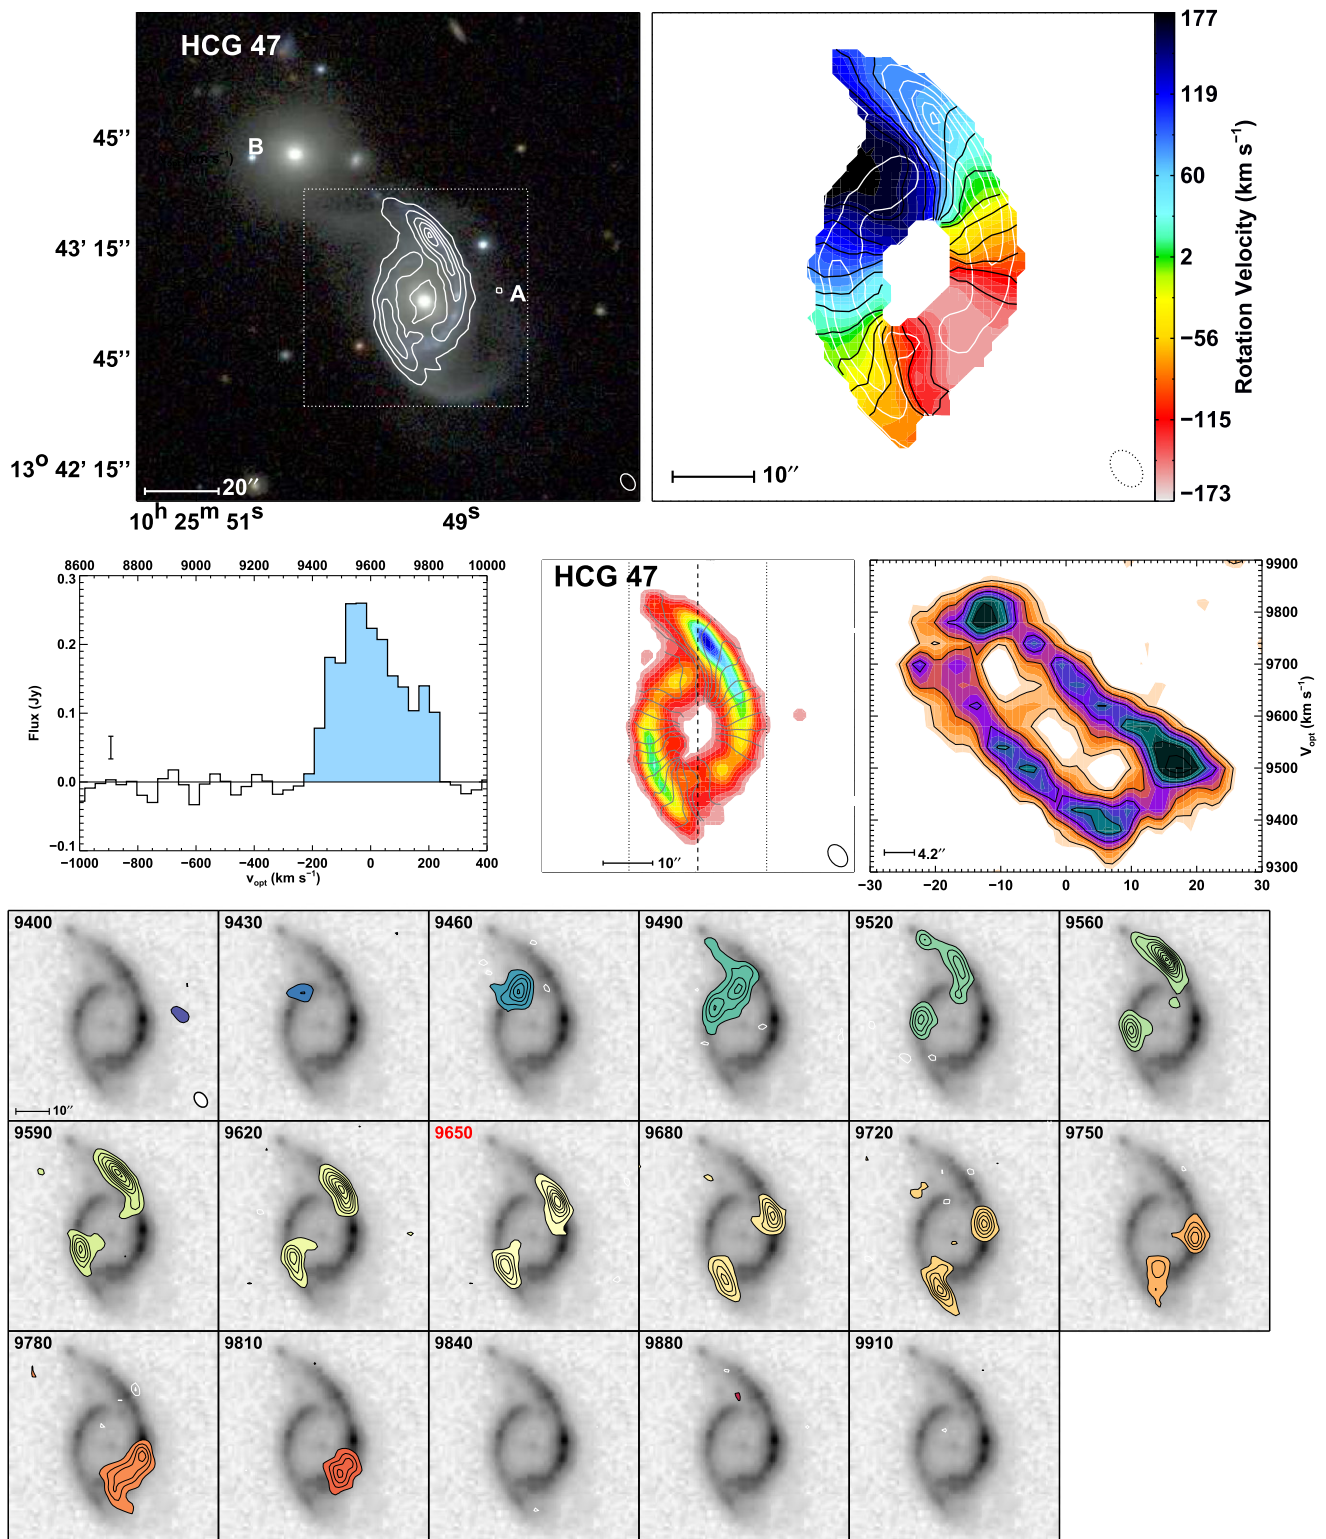 HCG 47
B
A
45’’
43’ 15’’
45’’
13° 42’ 15’’
20’’
10h 25m 51s
49s
10″
177
119
60
2
−56
−115
−173
Rotation Velocity (km s−1)
8600 8800 9000 9200 9400 9600 9800 10000
0.3
0.2
0.1
0.0
−0.1
Flux (Jy)
−1000 −800 −600 −400 −200 0 200 400
vopt (km s−1)
HCG 47
10″
9900
9800
9700
9600
9500
9400
9300
vopt (km s−1)
4.2″
−30 −20 −10 0 10 20 30
9400 9430 9460 9490 9520 9560
10″
9590 9620 9650 9680 9720 9750
9780 9810 9840 9880 9910